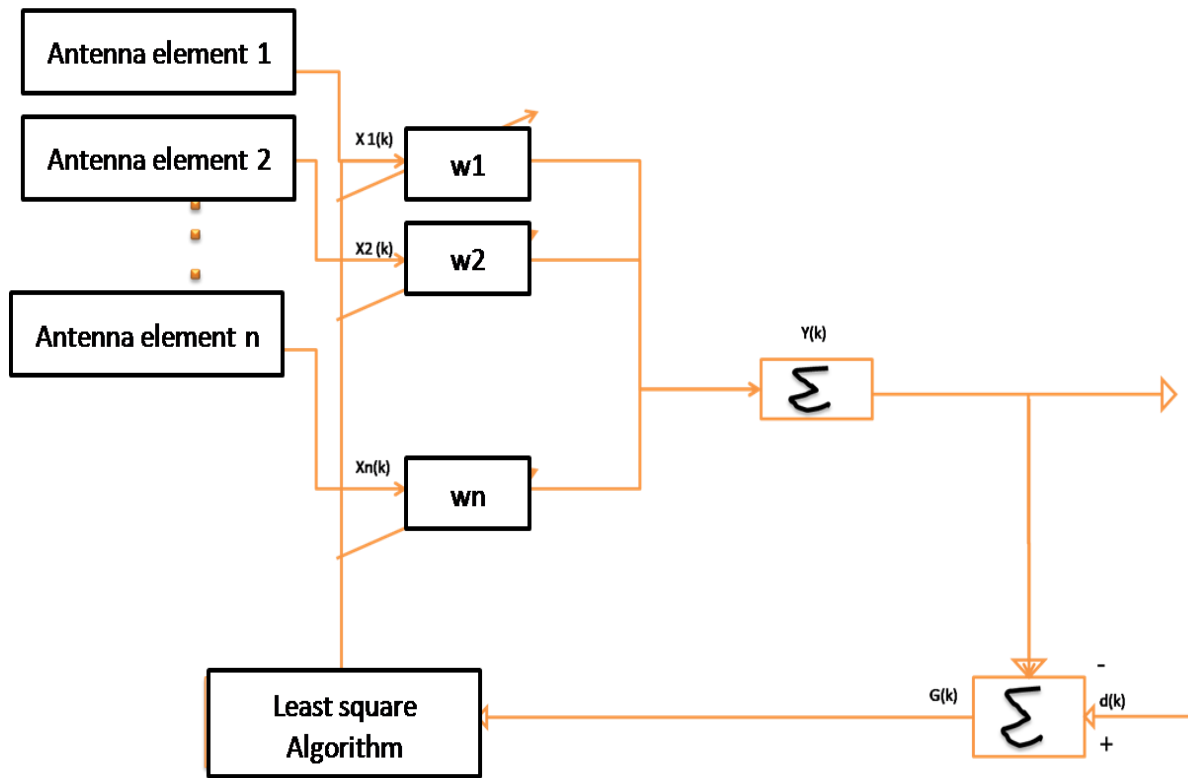 Antenna element 1
Antenna element 2
Antenna element n
X 1(k)
w1
X2 (k)
w2
Xn(k)
wn
Y(k)
Σ
Least square
Algorithm
G(k)
Σ
-
d(k)
+